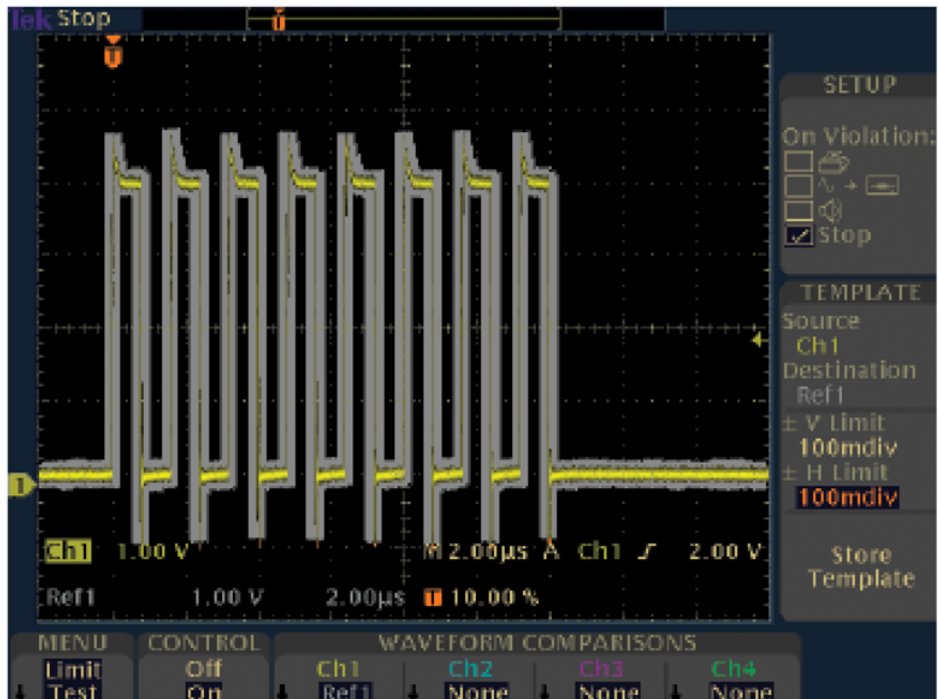 Tek Stop
T
T
SETUP
On Violation:
Stop
TEMPLATE
Source
Ch1
Destination
Ref1
± V Limit
100mdiv
± H Limit
100mdiv
Store
Template
1
Ch1 1.00 V M 2.00µs A Ch1 2.00 V
Ref1 1.00 V 2.00µs T 10.00 %
MENU CONTROL WAVEFORM COMPARISONS
Limit Off Ch1 Ch2 Ch3 Ch4
Test On Ref1 None None None